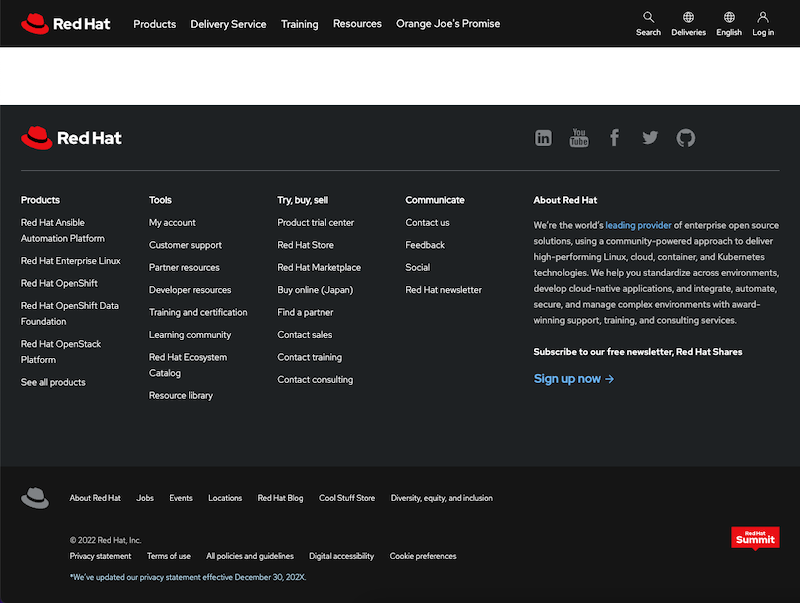 Red Hat
Products Delivery Service Training Resources Orange Joe's Promise
Search Deliveries English Log in
Red Hat
in You Tube f
Products
Red Hat Ansible
Automation Platform
Red Hat Enterprise Linux
Red Hat OpenShift
Red Hat OpenShift Data
Foundation
Red Hat OpenStack
Platform
See all products
Tools
My account
Customer support
Partner resources
Developer resources
Training and certification
Learning community
Red Hat Ecosystem
Catalog
Resource library
Try, buy, sell
Product trial center
Red Hat Store
Red Hat Marketplace
Buy online (Japan)
Find a partner
Contact sales
Contact training
Contact consulting
Communicate
Contact us
Feedback
Social
Red Hat newsletter
About Red Hat
We're the world's leading provider of enterprise open source
solutions, using a community-powered approach to deliver
high-performing Linux, cloud, container, and Kubernetes
technologies. We help you standardize across environments,
develop cloud-native applications, and integrate, automate,
secure, and manage complex environments with award-
winning support, training, and consulting services.
Subscribe to our free newsletter, Red Hat Shares
Sign up now →
About Red Hat Jobs Events Locations Red Hat Blog Cool Stuff Store Diversity, equity, and inclusion
© 2022 Red Hat, Inc.
Privacy statement Terms of use All policies and guidelines Digital accessibility Cookie preferences
*We've updated our privacy statement effective December 30, 202X.
Red Hat
Summit